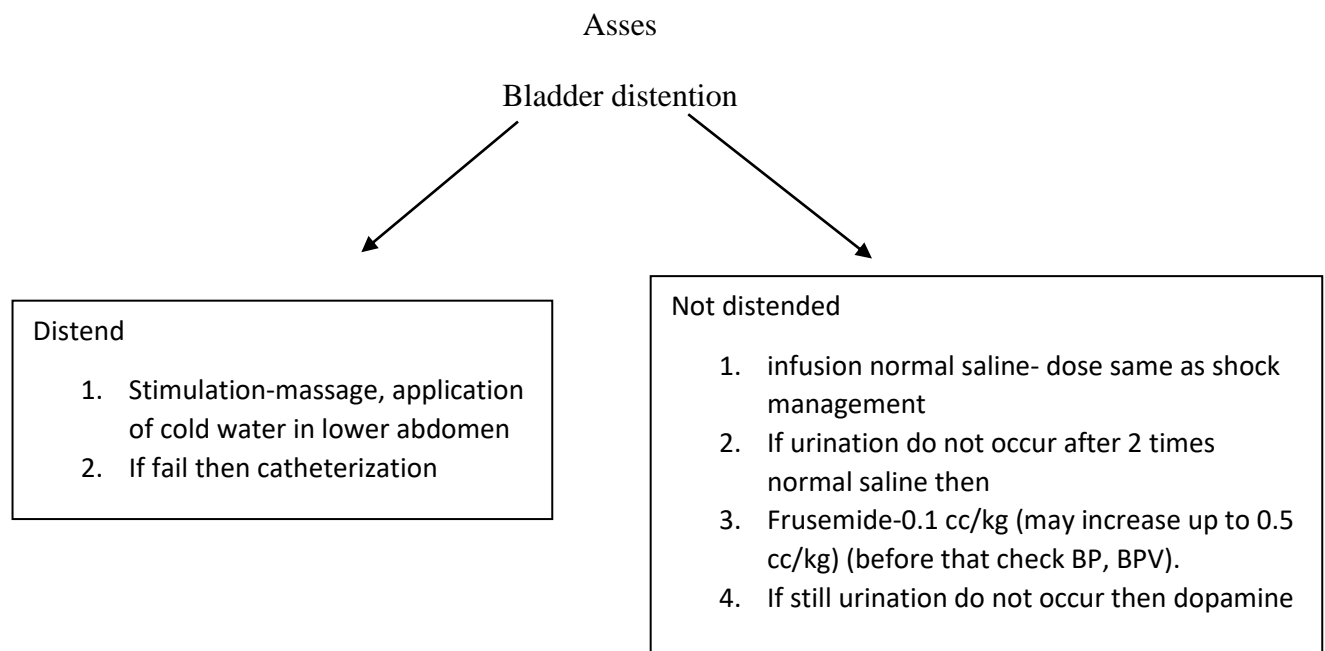 Asses
Bladder distention
Distend
1. Stimulation-massage, application
of cold water in lower abdomen
2. If fail then catheterization
Not distended
1. infusion normal saline- dose same as shock
management
2. If urination do not occur after 2 times
normal saline then
3. Frusemide-0.1 cc/kg (may increase up to 0.5
cc/kg) (before that check BP, BPV).
4. If still urination do not occur then dopamine